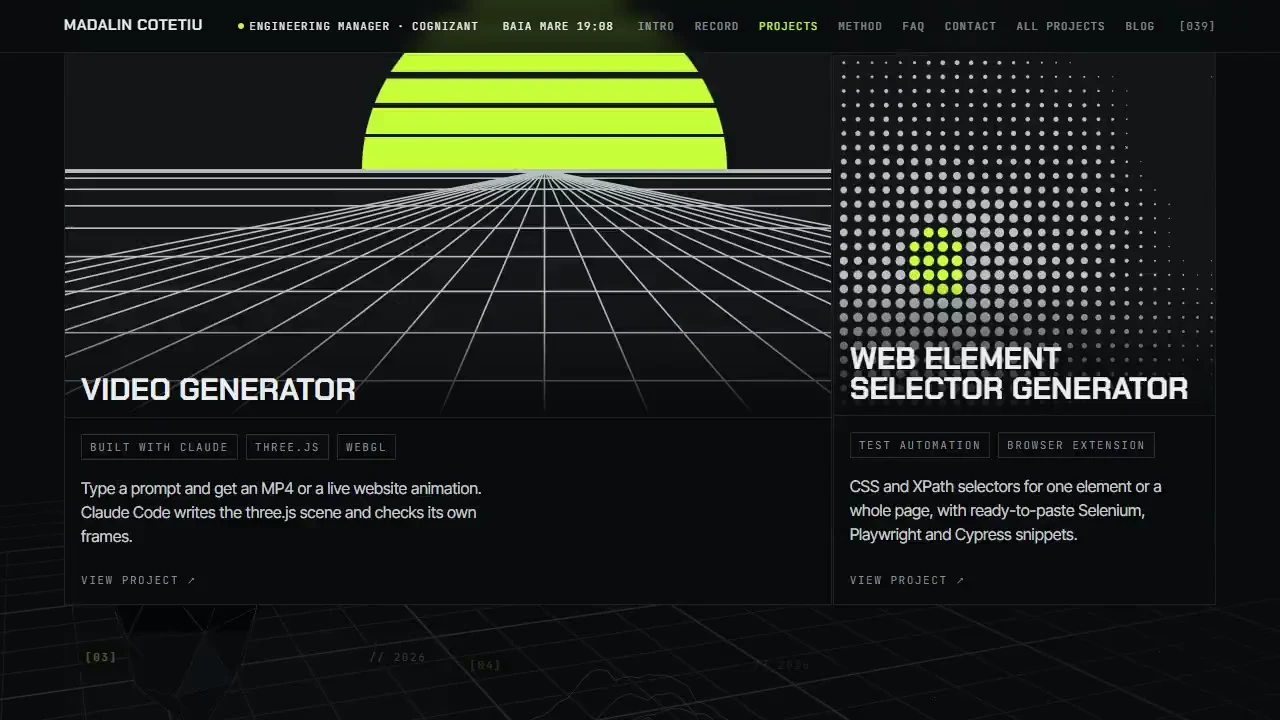 MADALIN COTETIU
ENGINEERING MANAGER · COGNIZANT
BAIA MARE 19:08
INTRO
RECORD
PROJECTS
METHOD
FAQ
CONTACT
ALL PROJECTS
BLOG
[039]
VIDEO GENERATOR
BUILT WITH CLAUDE
THREE.JS
WEBGL
Type a prompt and get an MP4 or a live website animation.
Claude Code writes the three.js scene and checks its own
frames.
VIEW PROJECT ↗
WEB ELEMENT
SELECTOR GENERATOR
TEST AUTOMATION
BROWSER EXTENSION
CSS and XPath selectors for one element or a
whole page, with ready-to-paste Selenium,
Playwright and Cypress snippets.
VIEW PROJECT ↗
[03]
// 2026
[04]
// 2026